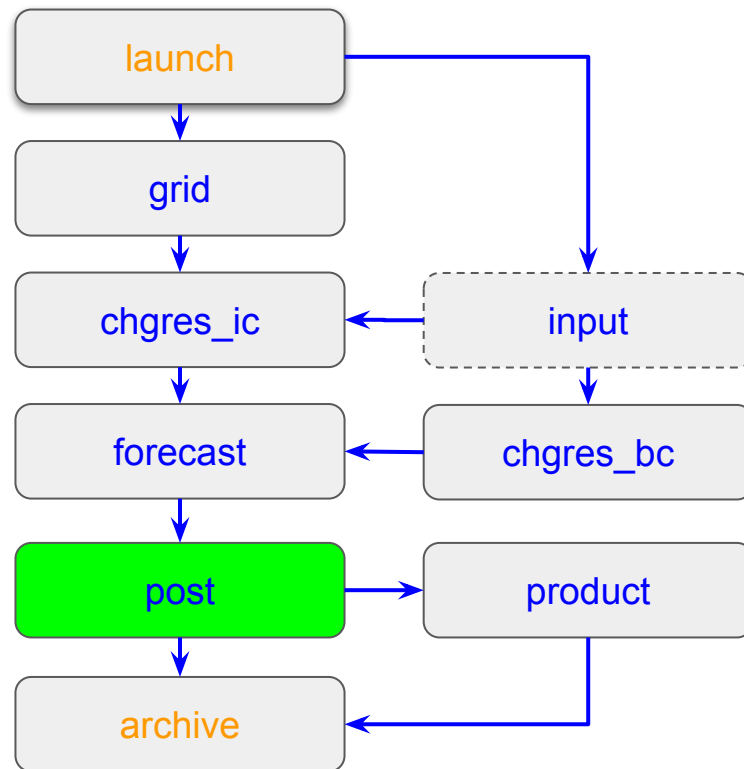 launch
grid
chgres_ic
input
forecast
chgres_bc
post
product
archive